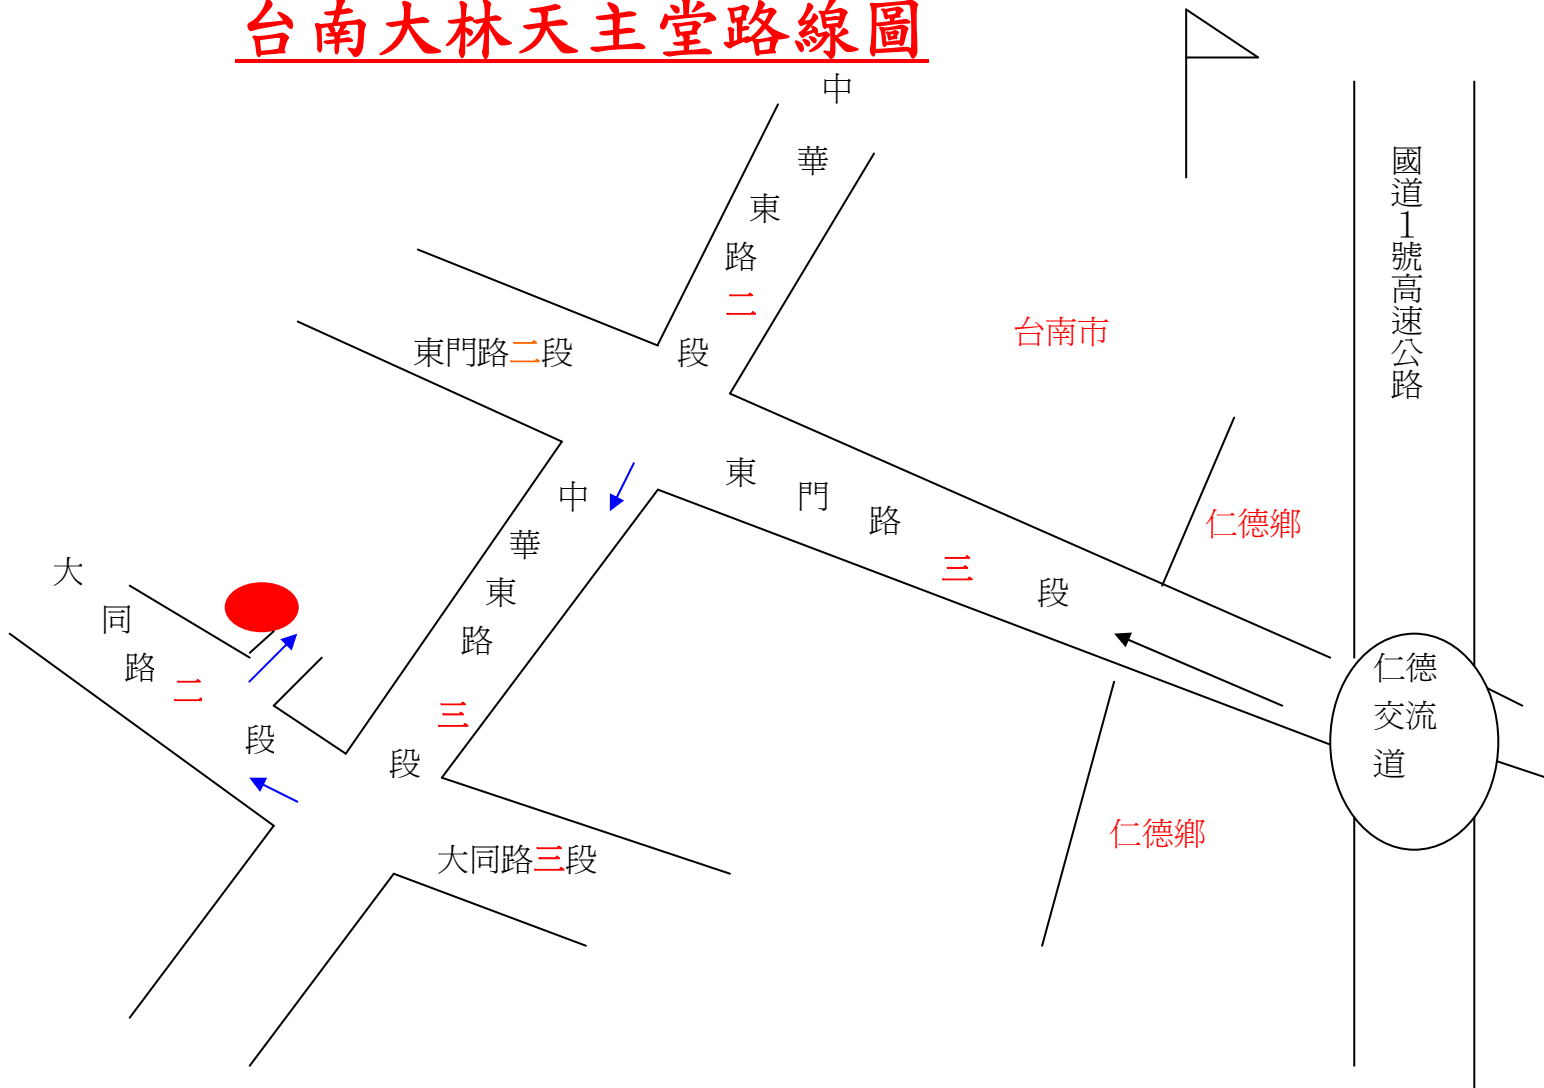 台南大林天主堂路線圖
中華東路二段
國道1號高速公路
台南市
東門路二段
東門路三段
仁德鄉
中華東路三段
大同路二段
仁德
交流
道
仁德鄉
大同路三段